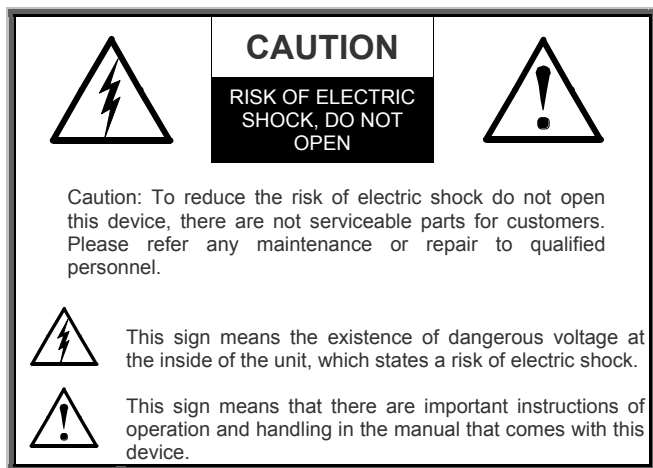 CAUTION
RISK OF ELECTRIC
SHOCK, DO NOT
OPEN
Caution: To reduce the risk of electric shock do not open
this device, there are not serviceable parts for customers.
Please refer any maintenance or repair to qualified
personnel.
This sign means the existence of dangerous voltage at
the inside of the unit, which states a risk of electric shock.
This sign means that there are important instructions of
operation and handling in the manual that comes with this
device.